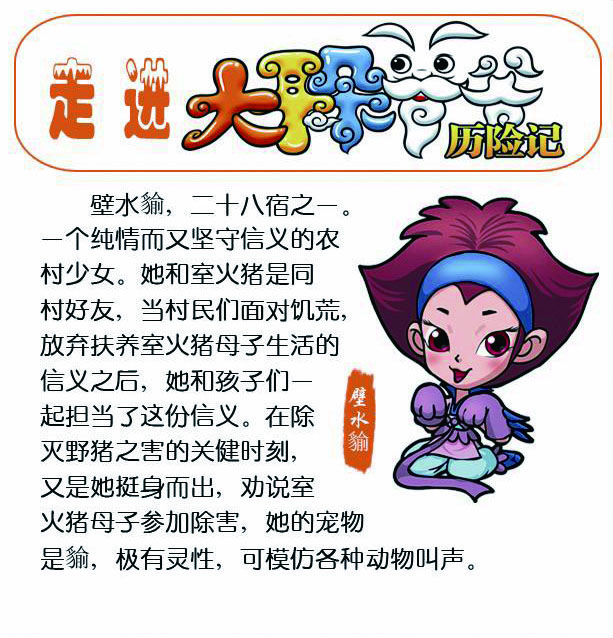 走进大耳朵
历险记
壁水貐，二十八宿之一。
一个纯情而又坚守信义的农
村少女。她和室火猪是同
村好友，当村民们面对饥荒，
放弃扶养室火猪母子生活的
信义之后，她和孩子们一
起担当了这份信义。在除
灭野猪之害的关健时刻，
又是她挺身而出，劝说室
火猪母子参加除害，她的宠物
是貐，极有灵性，可模仿各种动物叫声。
壁水貐